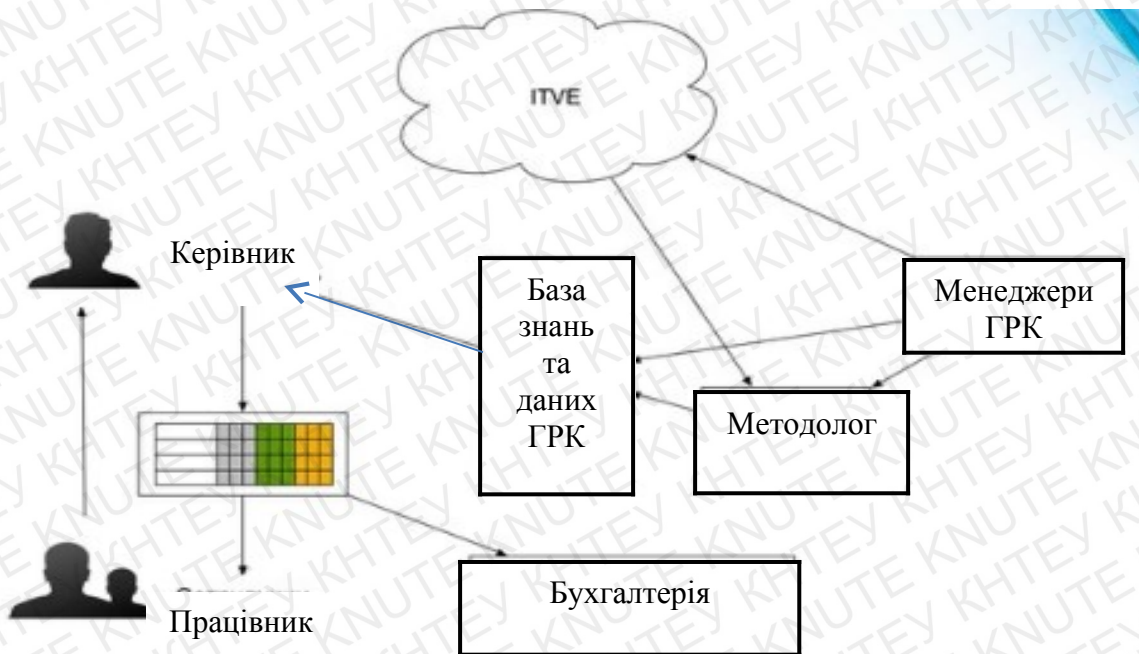 ITVE
Керівник
База
знань
та
даних
ГРК
Менеджери
ГРК
Методолог
Бухгалтерія
Працівник